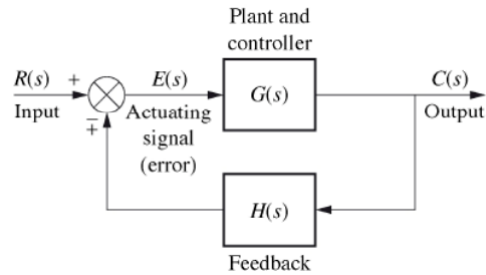 Plant and
controller
R(s) + E(s) C(s)
G(s)
Input Actuating Output
∓ signal
(error)
H(s)
Feedback